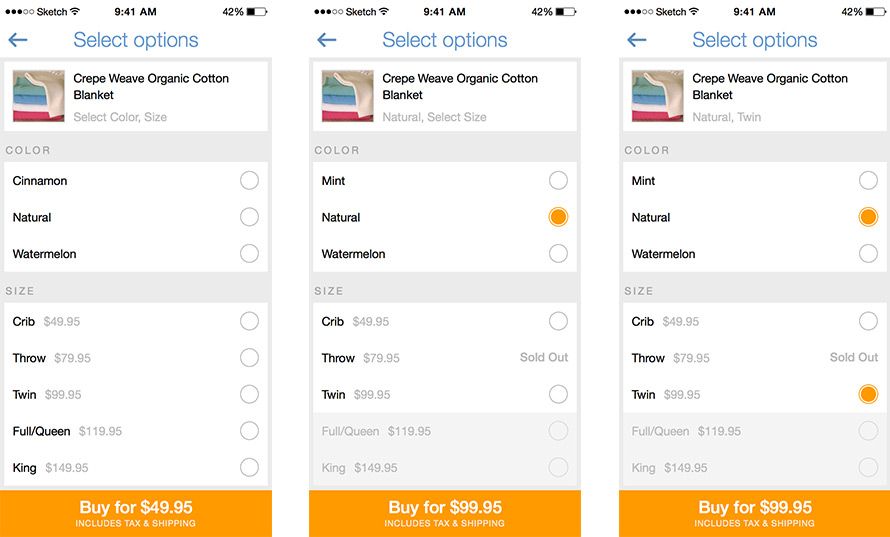 Sketch 9:41 AM 42%
Select options
Crepe Weave Organic Cotton
Blanket
Select Color, Size
COLOR
Cinnamon
Natural
Watermelon
SIZE
Crib $49.95
Throw $79.95
Twin $99.95
Full/Queen $119.95
King $149.95
Buy for $49.95
INCLUDES TAX & SHIPPING
Sketch 9:41 AM 42%
Select options
Crepe Weave Organic Cotton
Blanket
Natural, Select Size
COLOR
Mint
Natural
Watermelon
SIZE
Crib $49.95
Throw $79.95 Sold Out
Twin $99.95
Full/Queen $119.95
King $149.95
Buy for $99.95
INCLUDES TAX & SHIPPING
Sketch 9:41 AM 42%
Select options
Crepe Weave Organic Cotton
Blanket
Natural, Twin
COLOR
Mint
Natural
Watermelon
SIZE
Crib $49.95
Throw $79.95 Sold Out
Twin $99.95
Full/Queen $119.95
King $149.95
Buy for $99.95
INCLUDES TAX & SHIPPING